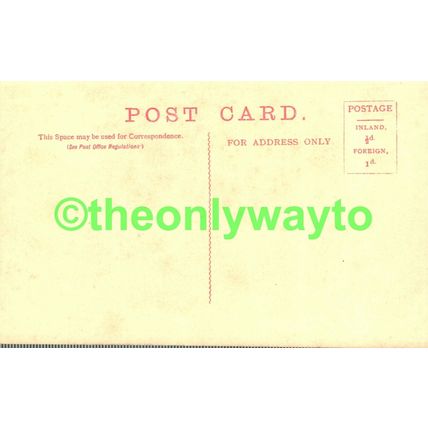 POST CARD.
This Space may be used for Correspondence.
(See Post Office Regulations)
FOR ADDRESS ONLY
POSTAGE
INLAND,
½d.
FOREIGN,
1d.
©theonlywayto